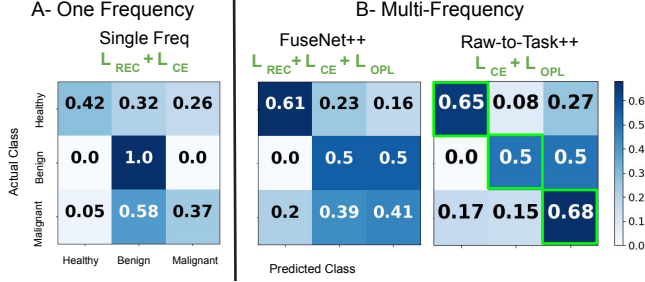 A- One Frequency
B- Multi-Frequency
Single Freq
L REC + L CE
FuseNet++
L REC + L CE + L OPL
Raw-to-Task++
L CE + L OPL
Actual Class
Healthy
0.42 0.32 0.26
Benign
0.0 1.0 0.0
Malignant
0.05 0.58 0.37
Healthy Benign Malignant
0.61 0.23 0.16
0.0 0.5 0.5
0.2 0.39 0.41
0.65 0.08 0.27
0.0 0.5 0.5
0.17 0.15 0.68
0.6
0.5
0.4
0.3
0.2
0.1
0.0
Predicted Class